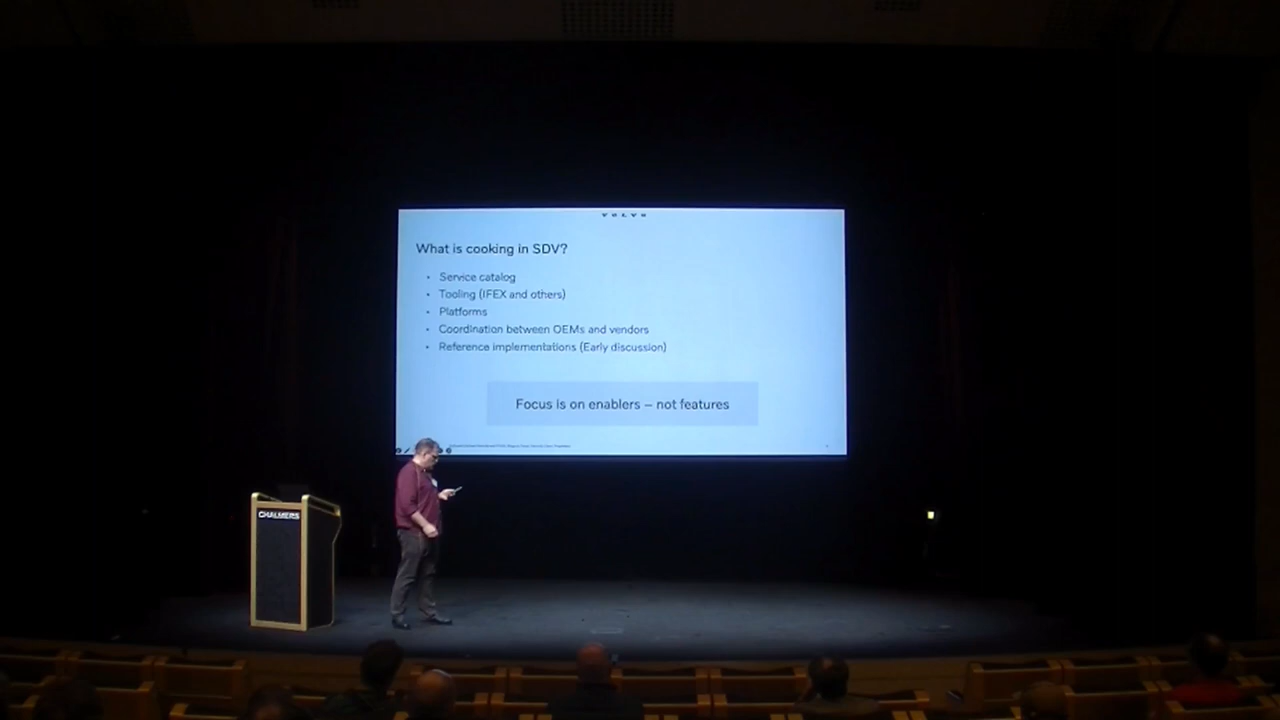 VOLVO
What is cooking in SDV?
• Service catalog
• Tooling (IFEX and others)
• Platforms
• Coordination between OEMs and vendors
• Reference implementations (Early discussion)
Focus is on enablers – not features
CHALMERS